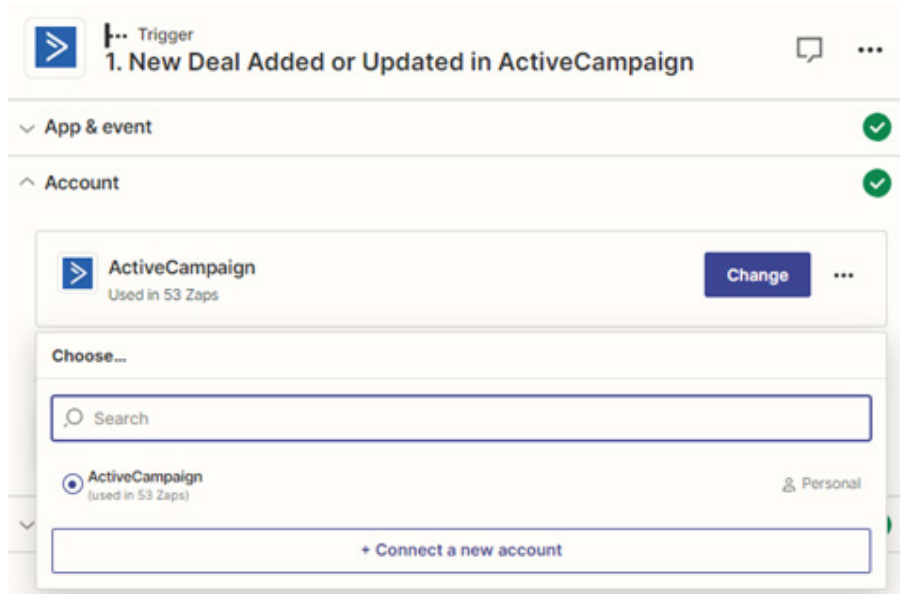 Trigger
1. New Deal Added or Updated in ActiveCampaign
App & event
Account
ActiveCampaign
Used in 53 Zaps
Change
Choose...
Search
ActiveCampaign
(used in 53 Zaps)
Personal
+ Connect a new account